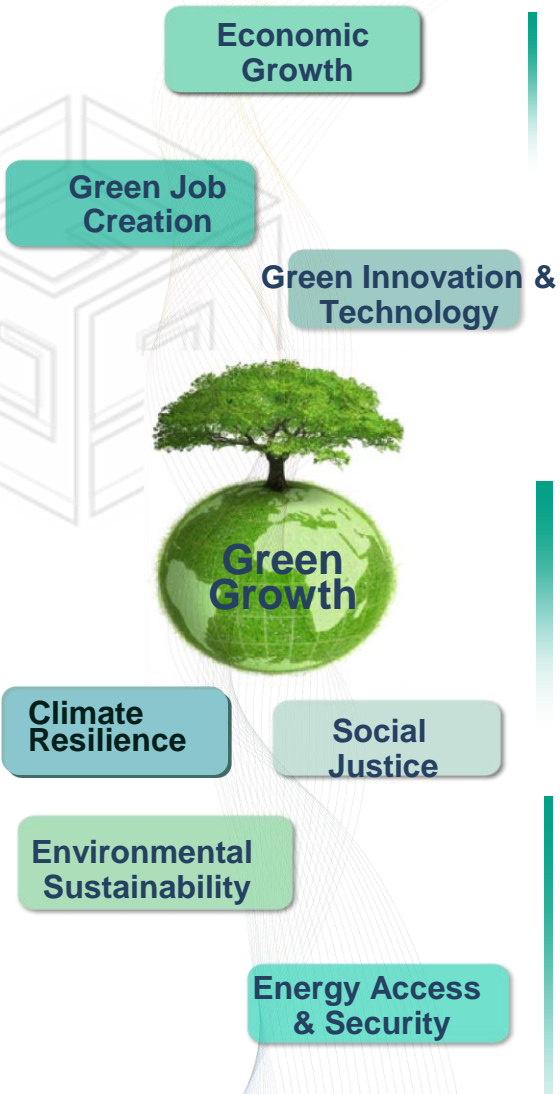 Economic
Growth
Green Job
Creation
Green Innovation &
Technology
Green
Growth
Climate
Resilience
Social
Justice
Environmental
Sustainability
Energy Access
& Security